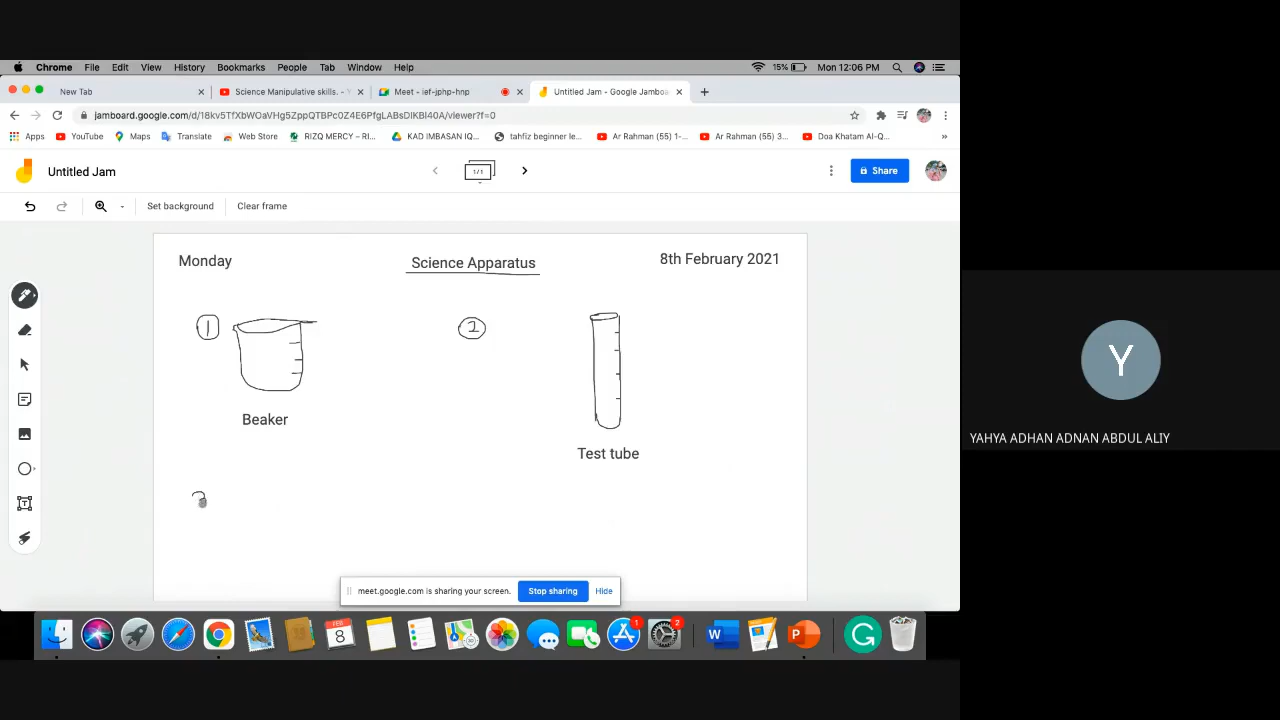 Chrome File Edit View History Bookmarks People Tab Window Help 15% Mon 12:06 PM
New Tab Science Manipulative skills. - Y Meet - ief-jphp-hnp Untitled Jam - Google Jamboa
jamboard.google.com/d/18kv5TfXbWOaVHg5ZppQTBPc0Z4E6PfgLABsDIKBl40A/viewer?f=0
Apps YouTube Maps Translate Web Store RIZQ MERCY – RI... KAD IMBASAN IQ... tahfiz beginner le... Ar Rahman (55) 1-... Ar Rahman (55) 3... Doa Khatam Al-Q... »
Untitled Jam 1/1 Share
Set background Clear frame
Monday Science Apparatus 8th February 2021
1 2
Beaker
Test tube
YAHYA ADHAN ADNAN ABDUL ALIY
meet.google.com is sharing your screen. Stop sharing Hide
FEB 8 1 2
W P G
Y